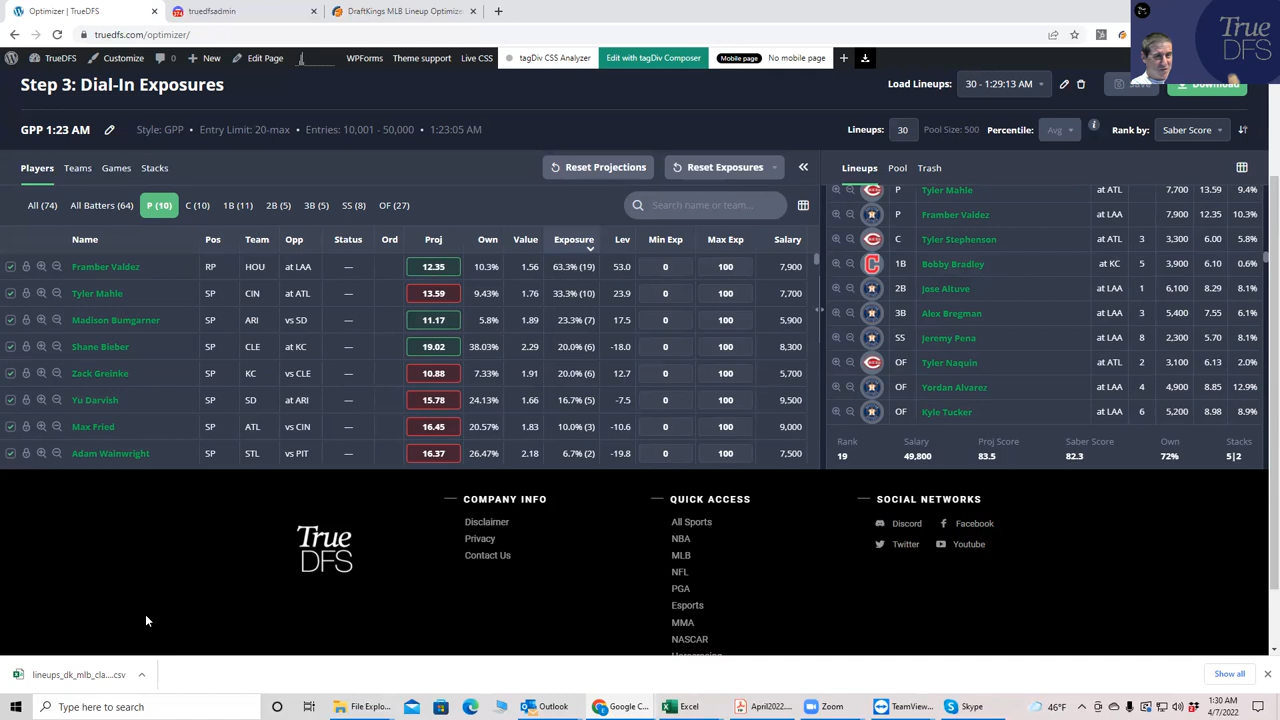 Optimizer | TrueDFS
374
truedfsadmin
DraftKings MLB Lineup Optimize
truedfs.com/optimizer/
TrueDFS
Customize
0
New
Edit Page
WPForms
Theme support
Live CSS
tagDiv CSS Analyzer
Edit with tagDiv Composer
Mobile page
No mobile page
True
DFS
Step 3: Dial-In Exposures
Load Lineups: 30 - 1:29:13 AM Save Download
GPP 1:23 AM Style: GPP • Entry Limit: 20-max • Entries: 10,001 - 50,000 • 1:23:05 AM
Lineups: 30 Pool Size: 500 Percentile: Avg i Rank by: Saber Score
Players Teams Games Stacks Reset Projections Reset Exposures
Lineups Pool Trash
All (74) All Batters (64) P (10) C (10) 1B (11) 2B (5) 3B (5) SS (8) OF (27) Search name or team...
Name Pos Team Opp Status Ord Proj Own Value Exposure Lev Min Exp Max Exp Salary
Framber Valdez RP HOU at LAA — 12.35 10.3% 1.56 63.3% (19) 53.0 0 100 7,900
Tyler Mahle SP CIN at ATL — 13.59 9.43% 1.76 33.3% (10) 23.9 0 100 7,700
Madison Bumgarner SP ARI vs SD — 11.17 5.8% 1.89 23.3% (7) 17.5 0 100 5,900
Shane Bieber SP CLE at KC — 19.02 38.03% 2.29 20.0% (6) -18.0 0 100 8,300
Zack Greinke SP KC vs CLE — 10.88 7.33% 1.91 20.0% (6) 12.7 0 100 5,700
Yu Darvish SP SD at ARI — 15.78 24.13% 1.66 16.7% (5) -7.5 0 100 9,500
Max Fried SP ATL vs CIN — 16.45 20.57% 1.83 10.0% (3) -10.6 0 100 9,000
Adam Wainwright SP STL vs PIT — 16.37 26.47% 2.18 6.7% (2) -19.8 0 100 7,500
P Tyler Mahle at ATL 7,700 13.59 9.4%
P Framber Valdez at LAA 7,900 12.35 10.3%
C Tyler Stephenson at ATL 3 3,300 6.00 5.8%
1B Bobby Bradley at KC 5 3,900 6.10 0.6%
2B Jose Altuve at LAA 1 6,100 8.29 8.1%
3B Alex Bregman at LAA 3 5,400 7.55 6.1%
SS Jeremy Pena at LAA 8 2,300 5.70 8.1%
OF Tyler Naquin at ATL 2 3,100 6.13 2.0%
OF Yordan Alvarez at LAA 4 4,900 8.85 12.9%
OF Kyle Tucker at LAA 6 5,200 8.98 8.9%
Rank Salary Proj Score Saber Score Own Stacks
19 49,800 83.5 82.3 72% 5|2
True
DFS
COMPANY INFO
Disclaimer
Privacy
Contact Us
QUICK ACCESS
All Sports
NBA
MLB
NFL
PGA
Esports
MMA
NASCAR
SOCIAL NETWORKS
Discord Facebook
Twitter Youtube
lineups_dk_mlb_cla....csv
Show all
Type here to search
File Explo...
Outlook
Google C...
Excel
April2022....
Zoom
TeamView...
Skype
46°F
1:30 AM
4/7/2022